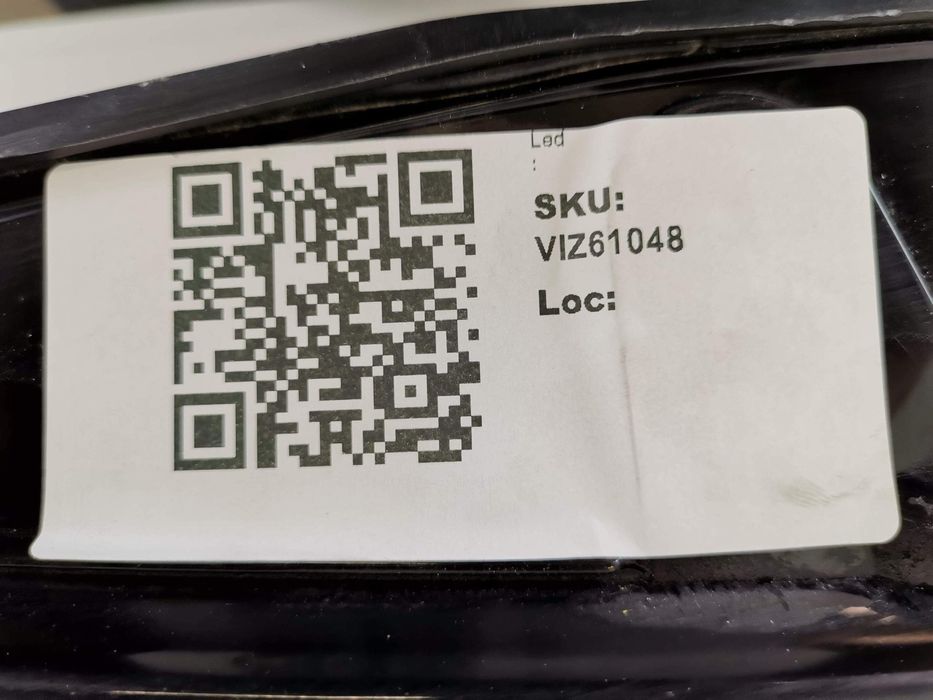 Led
:
SKU:
VIZ61048
Loc: